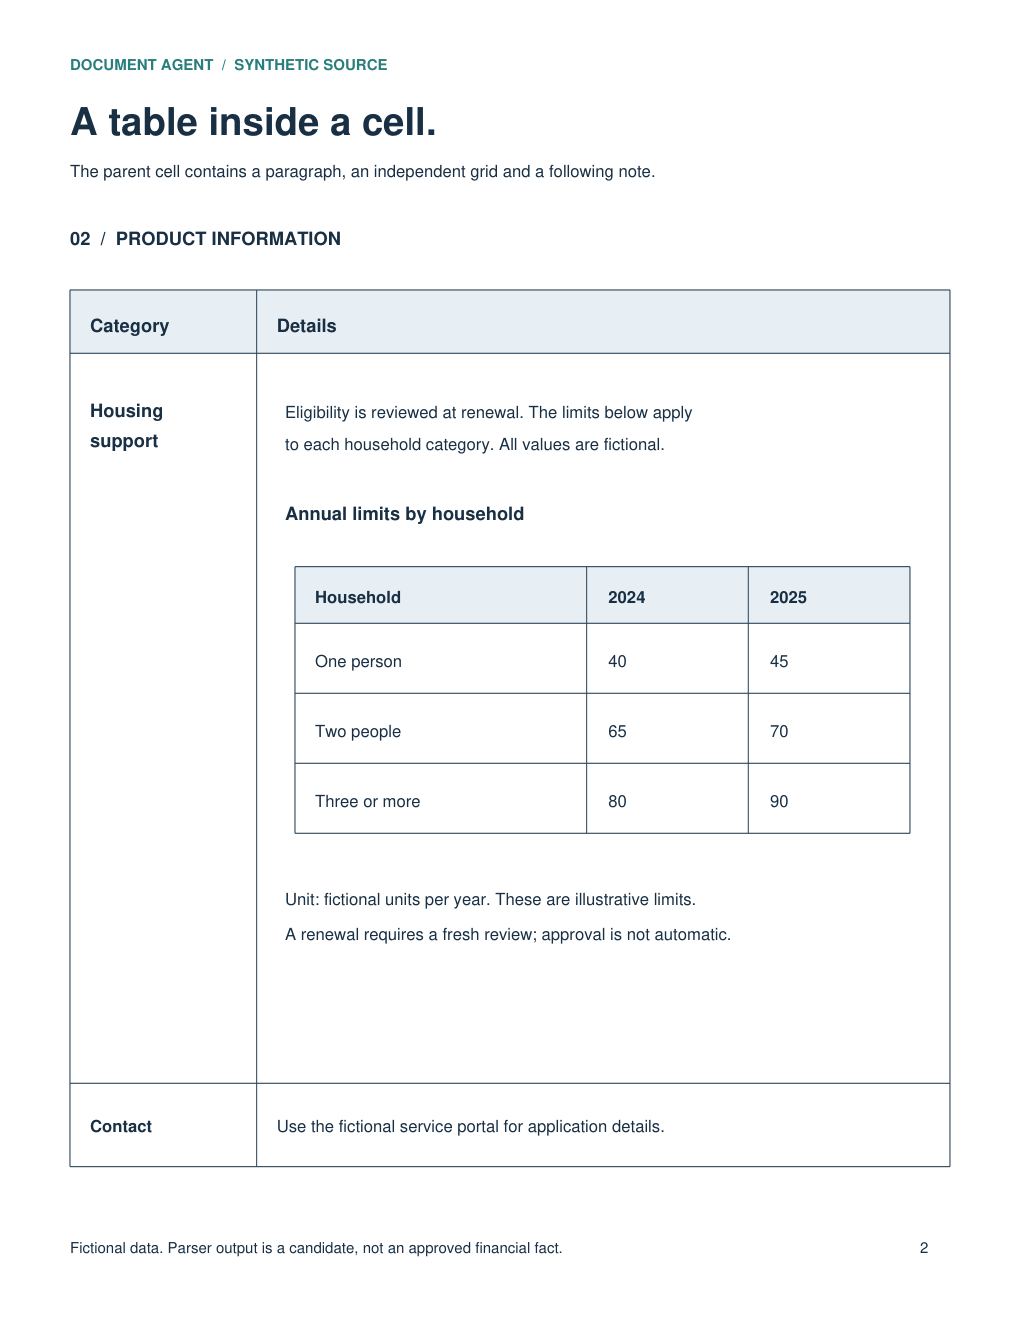 DOCUMENT AGENT / SYNTHETIC SOURCE
A table inside a cell.
The parent cell contains a paragraph, an independent grid and a following note.
02 / PRODUCT INFORMATION
Category Details
Housing
support
Eligibility is reviewed at renewal. The limits below apply
to each household category. All values are fictional.
Annual limits by household
Household 2024 2025
One person 40 45
Two people 65 70
Three or more 80 90
Unit: fictional units per year. These are illustrative limits.
A renewal requires a fresh review; approval is not automatic.
Contact Use the fictional service portal for application details.
Fictional data. Parser output is a candidate, not an approved financial fact. 2